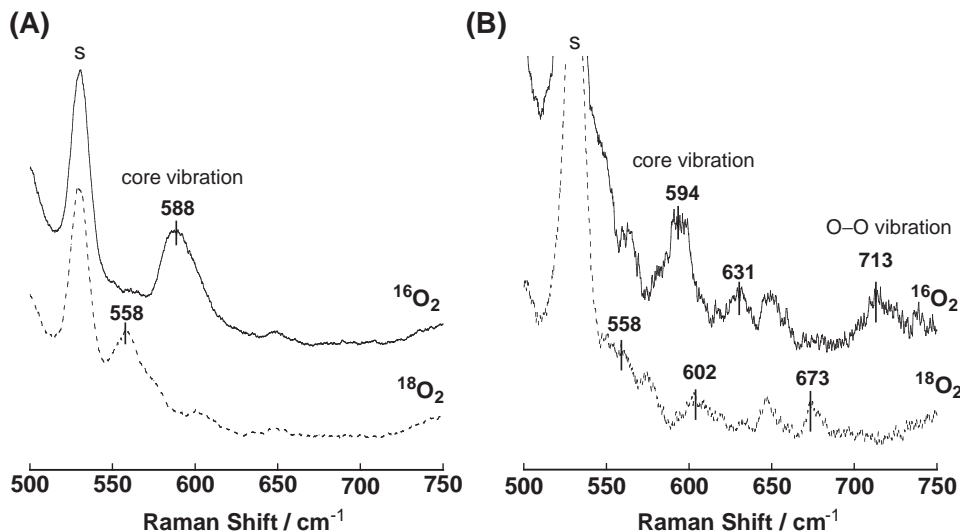 (A)
S
core vibration
588
¹⁶O₂
558
¹⁸O₂
500 550 600 650 700 750
Raman Shift / cm⁻¹
(B)
S
core vibration
594
O–O vibration
713
631
¹⁶O₂
558
602
673
¹⁸O₂
500 550 600 650 700 750
Raman Shift / cm⁻¹